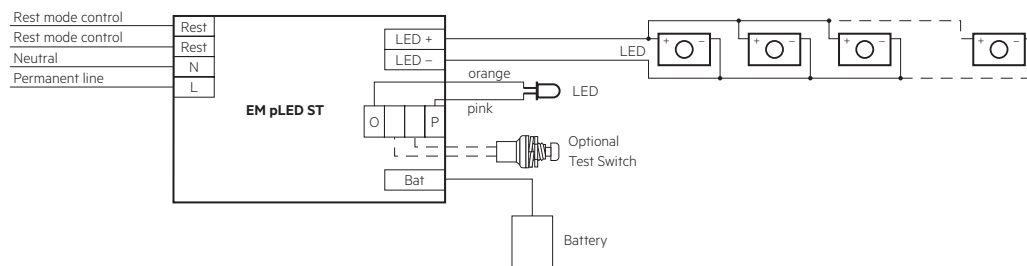 Rest mode control
Rest mode control
Neutral
Permanent line
Rest
Rest
N
L
EM pLED ST
LED +
LED –
O
P
Bat
orange
pink
LED
Optional
Test Switch
Battery
LED
+ –
+ –
+ –
+ –